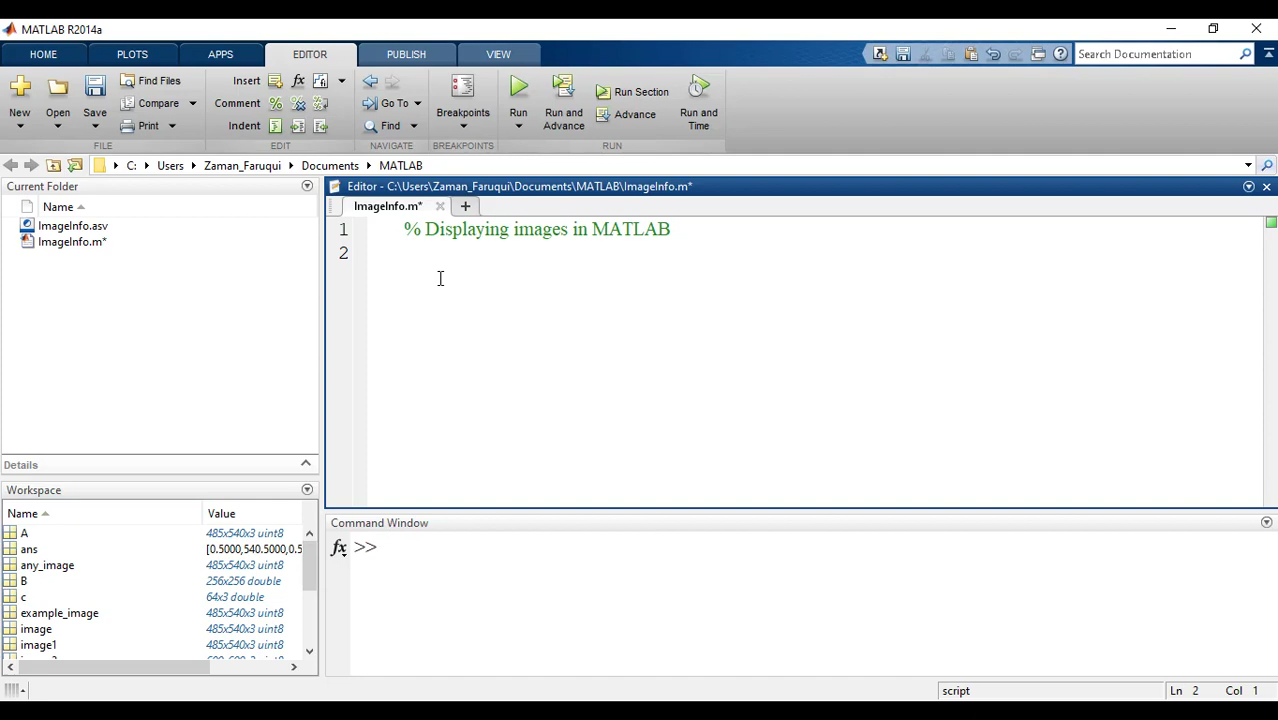 MATLAB R2014a
HOME PLOTS APPS EDITOR PUBLISH VIEW Search Documentation
New Open Save Find Files Compare Print
FILE
Insert fx
Comment
Indent
EDIT
Go To
Find
NAVIGATE
Breakpoints
BREAKPOINTS
Run Run and Advance Run Section Advance Run and Time
RUN
C: Users Zaman_Faruqui Documents MATLAB
Current Folder
Name
ImageInfo.asv
ImageInfo.m*
Details
Workspace
Name Value
A 485x540x3 uint8
ans [0.5000,540.5000,0.5
any_image 485x540x3 uint8
B 256x256 double
c 64x3 double
example_image 485x540x3 uint8
image 485x540x3 uint8
image1 485x540x3 uint8
Editor - C:\Users\Zaman_Faruqui\Documents\MATLAB\ImageInfo.m*
ImageInfo.m*
1 % Displaying images in MATLAB
2
Command Window
fx >>
script Ln 2 Col 1